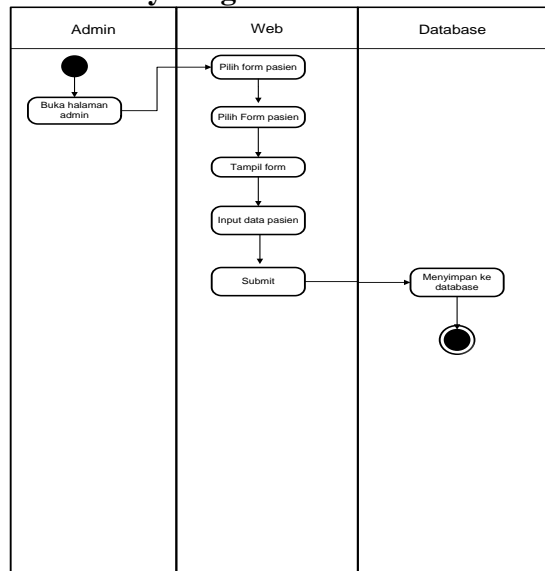 Admin
Web
Database
Pilih form pasien
Buka halaman
admin
Pilih Form pasien
Tampil form
Input data pasien
Submit
Menyimpan ke
database